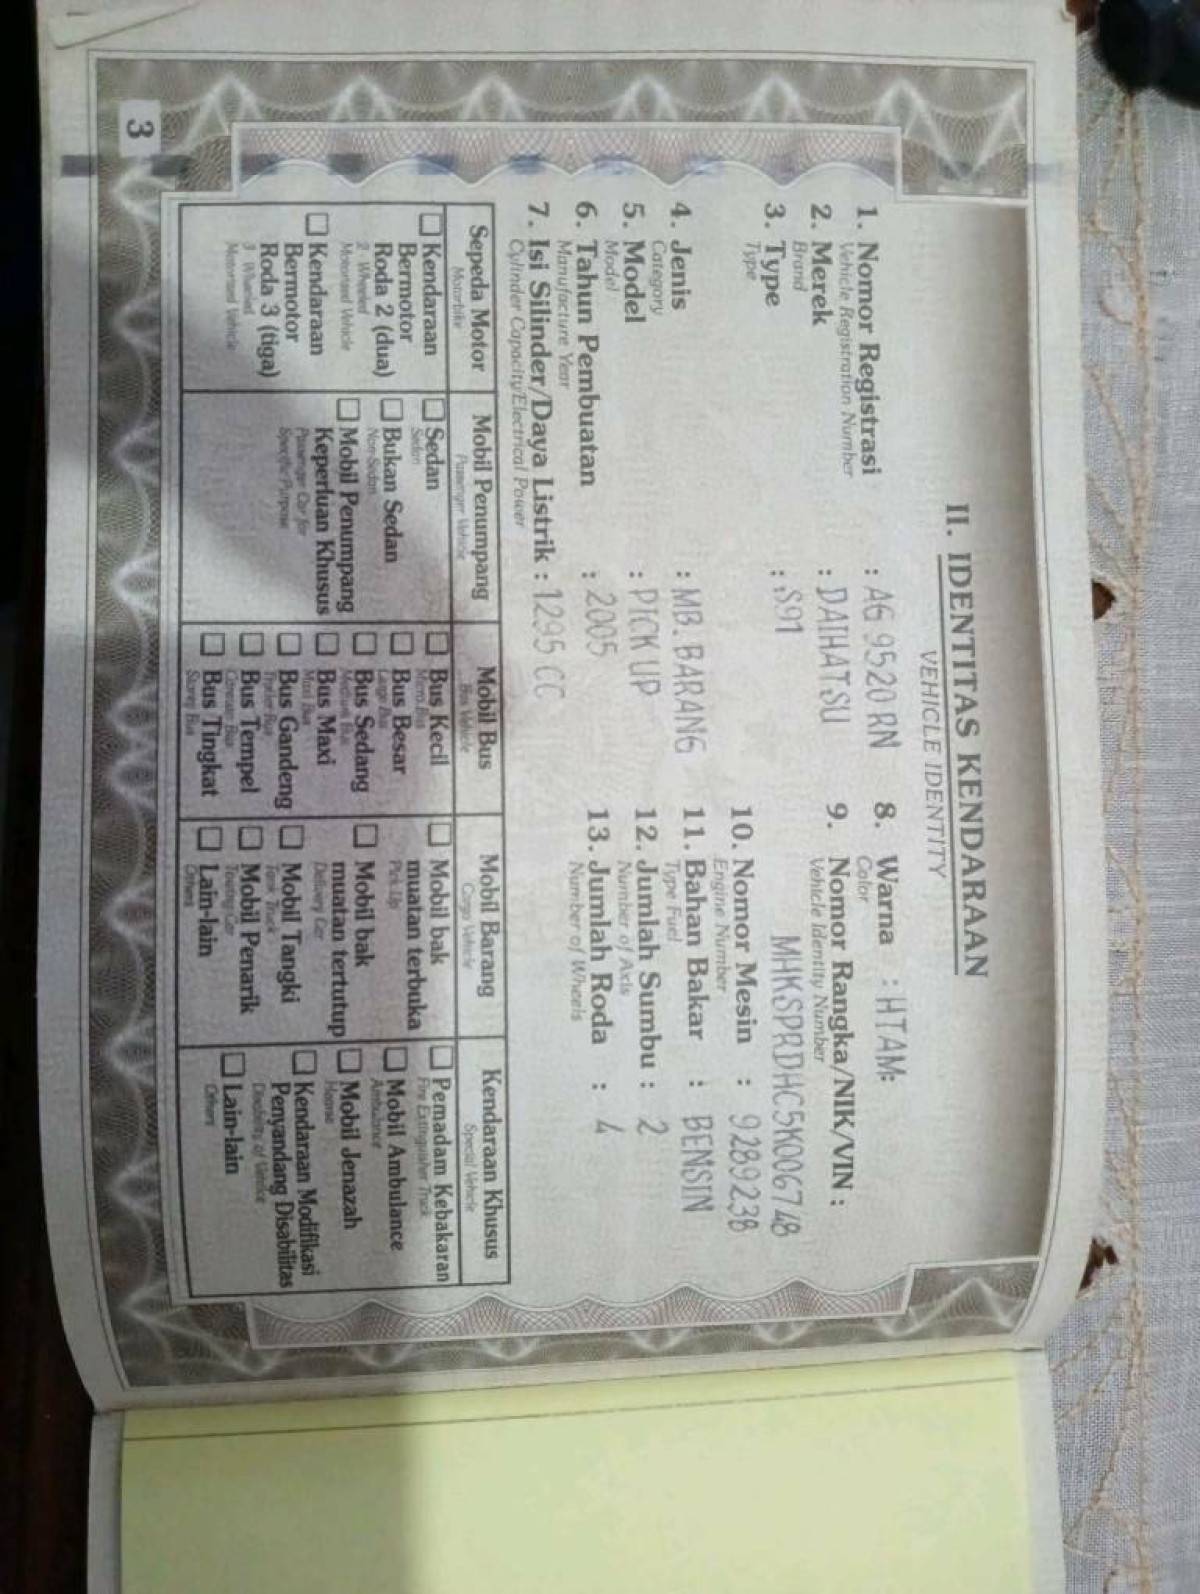 II. IDENTITAS KENDARAAN
VEHICLE IDENTITY
1. Nomor Registrasi : AG 9520 RN
Vehicle Registration Number
2. Merek : DAIHATSU
Brand
3. Type : S91
Type
4. Jenis : MB. BARANG
Category
5. Model : PICK UP
Model
6. Tahun Pembuatan : 2005
Manufacture Year
7. Isi Silinder/Daya Listrik : 1295 CC
Cylinder Capacity/Electrical Power
8. Warna : HTAM:
Color
9. Nomor Rangka/NIK/VIN :
Vehicle Identity Number
MHKSPRDHC5K006748
10. Nomor Mesin : 9289238
Engine Number
11. Bahan Bakar : BENSIN
Type Fuel
12. Jumlah Sumbu : 2
Number of Axis
13. Jumlah Roda : 4
Number of Wheels
Sepeda Motor
Motorbike
Kendaraan
Bermotor
Roda 2 (dua)
2 Wheeled
Motorised Vehicle
Kendaraan
Bermotor
Roda 3 (tiga)
3 Wheeled
Motorised Vehicle
Mobil Penumpang
Passenger Vehicle
Sedan
Sedan
Bukan Sedan
Non-Sedan
Mobil Penumpang
Keperluan Khusus
Passenger Car for
Specific Purpose
Mobil Bus
Bus Vehicle
Bus Kecil
Micro Bus
Bus Besar
Large Bus
Bus Sedang
Medium Bus
Bus Maxi
Maxi Bus
Bus Gandeng
Trailer Bus
Bus Tempel
Bus Tingkat
Storey Bus
Mobil Barang
Cargo Vehicle
Mobil bak
muatan terbuka
Pick Up
Mobil bak
muatan tertutup
Delivery Car
Mobil Tangki
Tank Truck
Mobil Penarik
Towing Car
Lain-lain
Others
Kendaraan Khusus
Special Vehicle
Pemadam Kebakaran
Fire Extinguisher Truck
Mobil Ambulance
Ambulance
Mobil Jenazah
Hearse
Kendaraan Modifikasi
Penyandang Disabilitas
Disability of Vehicle
Lain-lain
Others
3